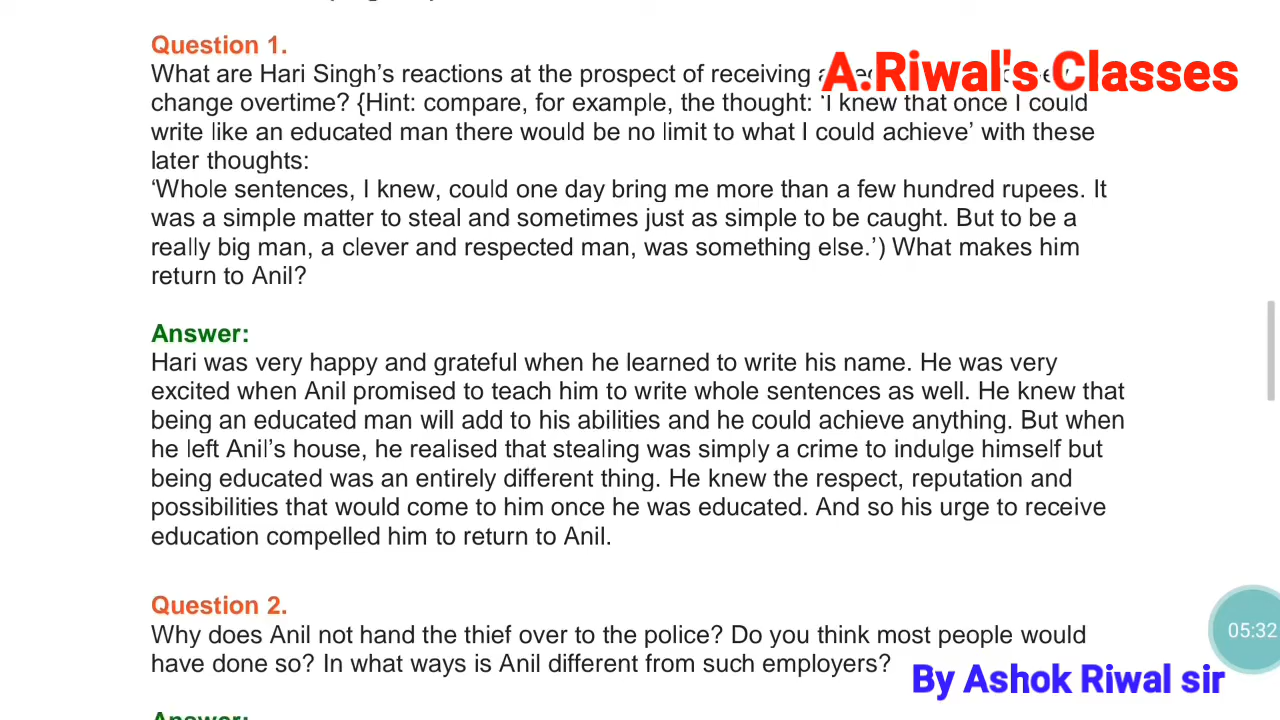 Question 1.
What are Hari Singh’s reactions at the prospect of receiving
A.Riwal's Classes
change overtime? {Hint: compare, for example, the thought: ‘I knew that once I could
write like an educated man there would be no limit to what I could achieve’ with these
later thoughts:
‘Whole sentences, I knew, could one day bring me more than a few hundred rupees. It
was a simple matter to steal and sometimes just as simple to be caught. But to be a
really big man, a clever and respected man, was something else.’) What makes him
return to Anil?
Answer:
Hari was very happy and grateful when he learned to write his name. He was very
excited when Anil promised to teach him to write whole sentences as well. He knew that
being an educated man will add to his abilities and he could achieve anything. But when
he left Anil’s house, he realised that stealing was simply a crime to indulge himself but
being educated was an entirely different thing. He knew the respect, reputation and
possibilities that would come to him once he was educated. And so his urge to receive
education compelled him to return to Anil.
Question 2.
Why does Anil not hand the thief over to the police? Do you think most people would
have done so? In what ways is Anil different from such employers?
05:32
By Ashok Riwal sir
Answer: